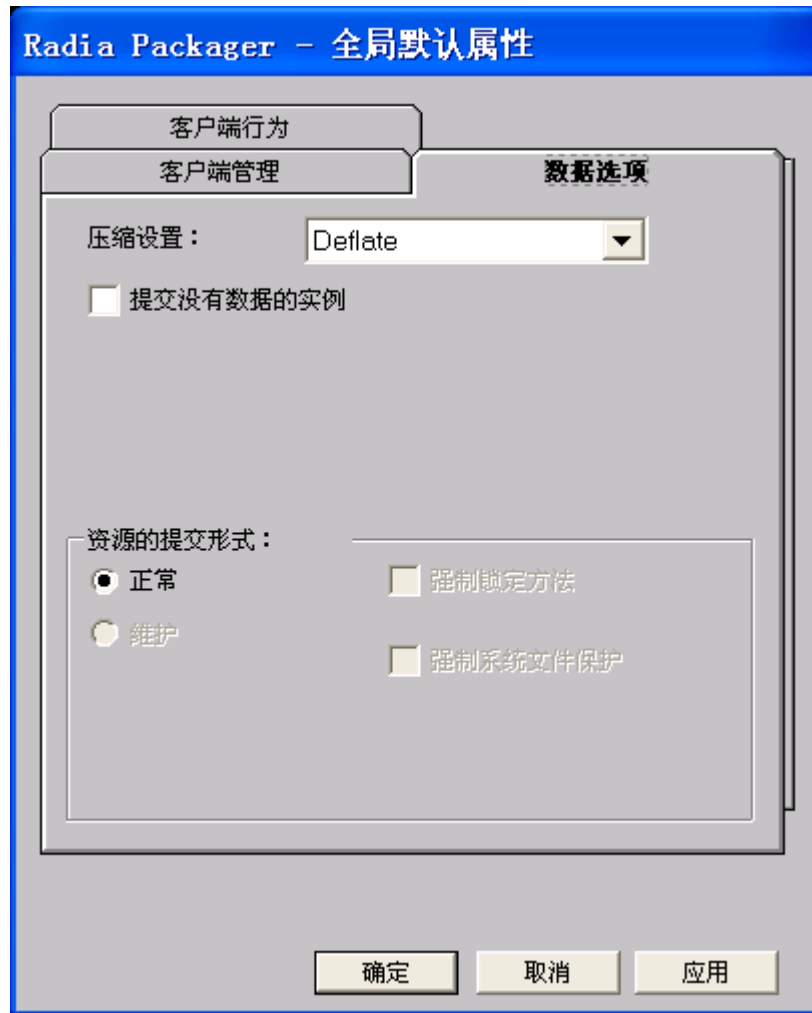 Radia Packager - 全局默认属性
客户端行为
客户端管理
数据选项
压缩设置：
Deflate
提交没有数据的实例
资源的提交形式：
正常
强制锁定方法
维护
强制系统文件保护
确定
取消
应用